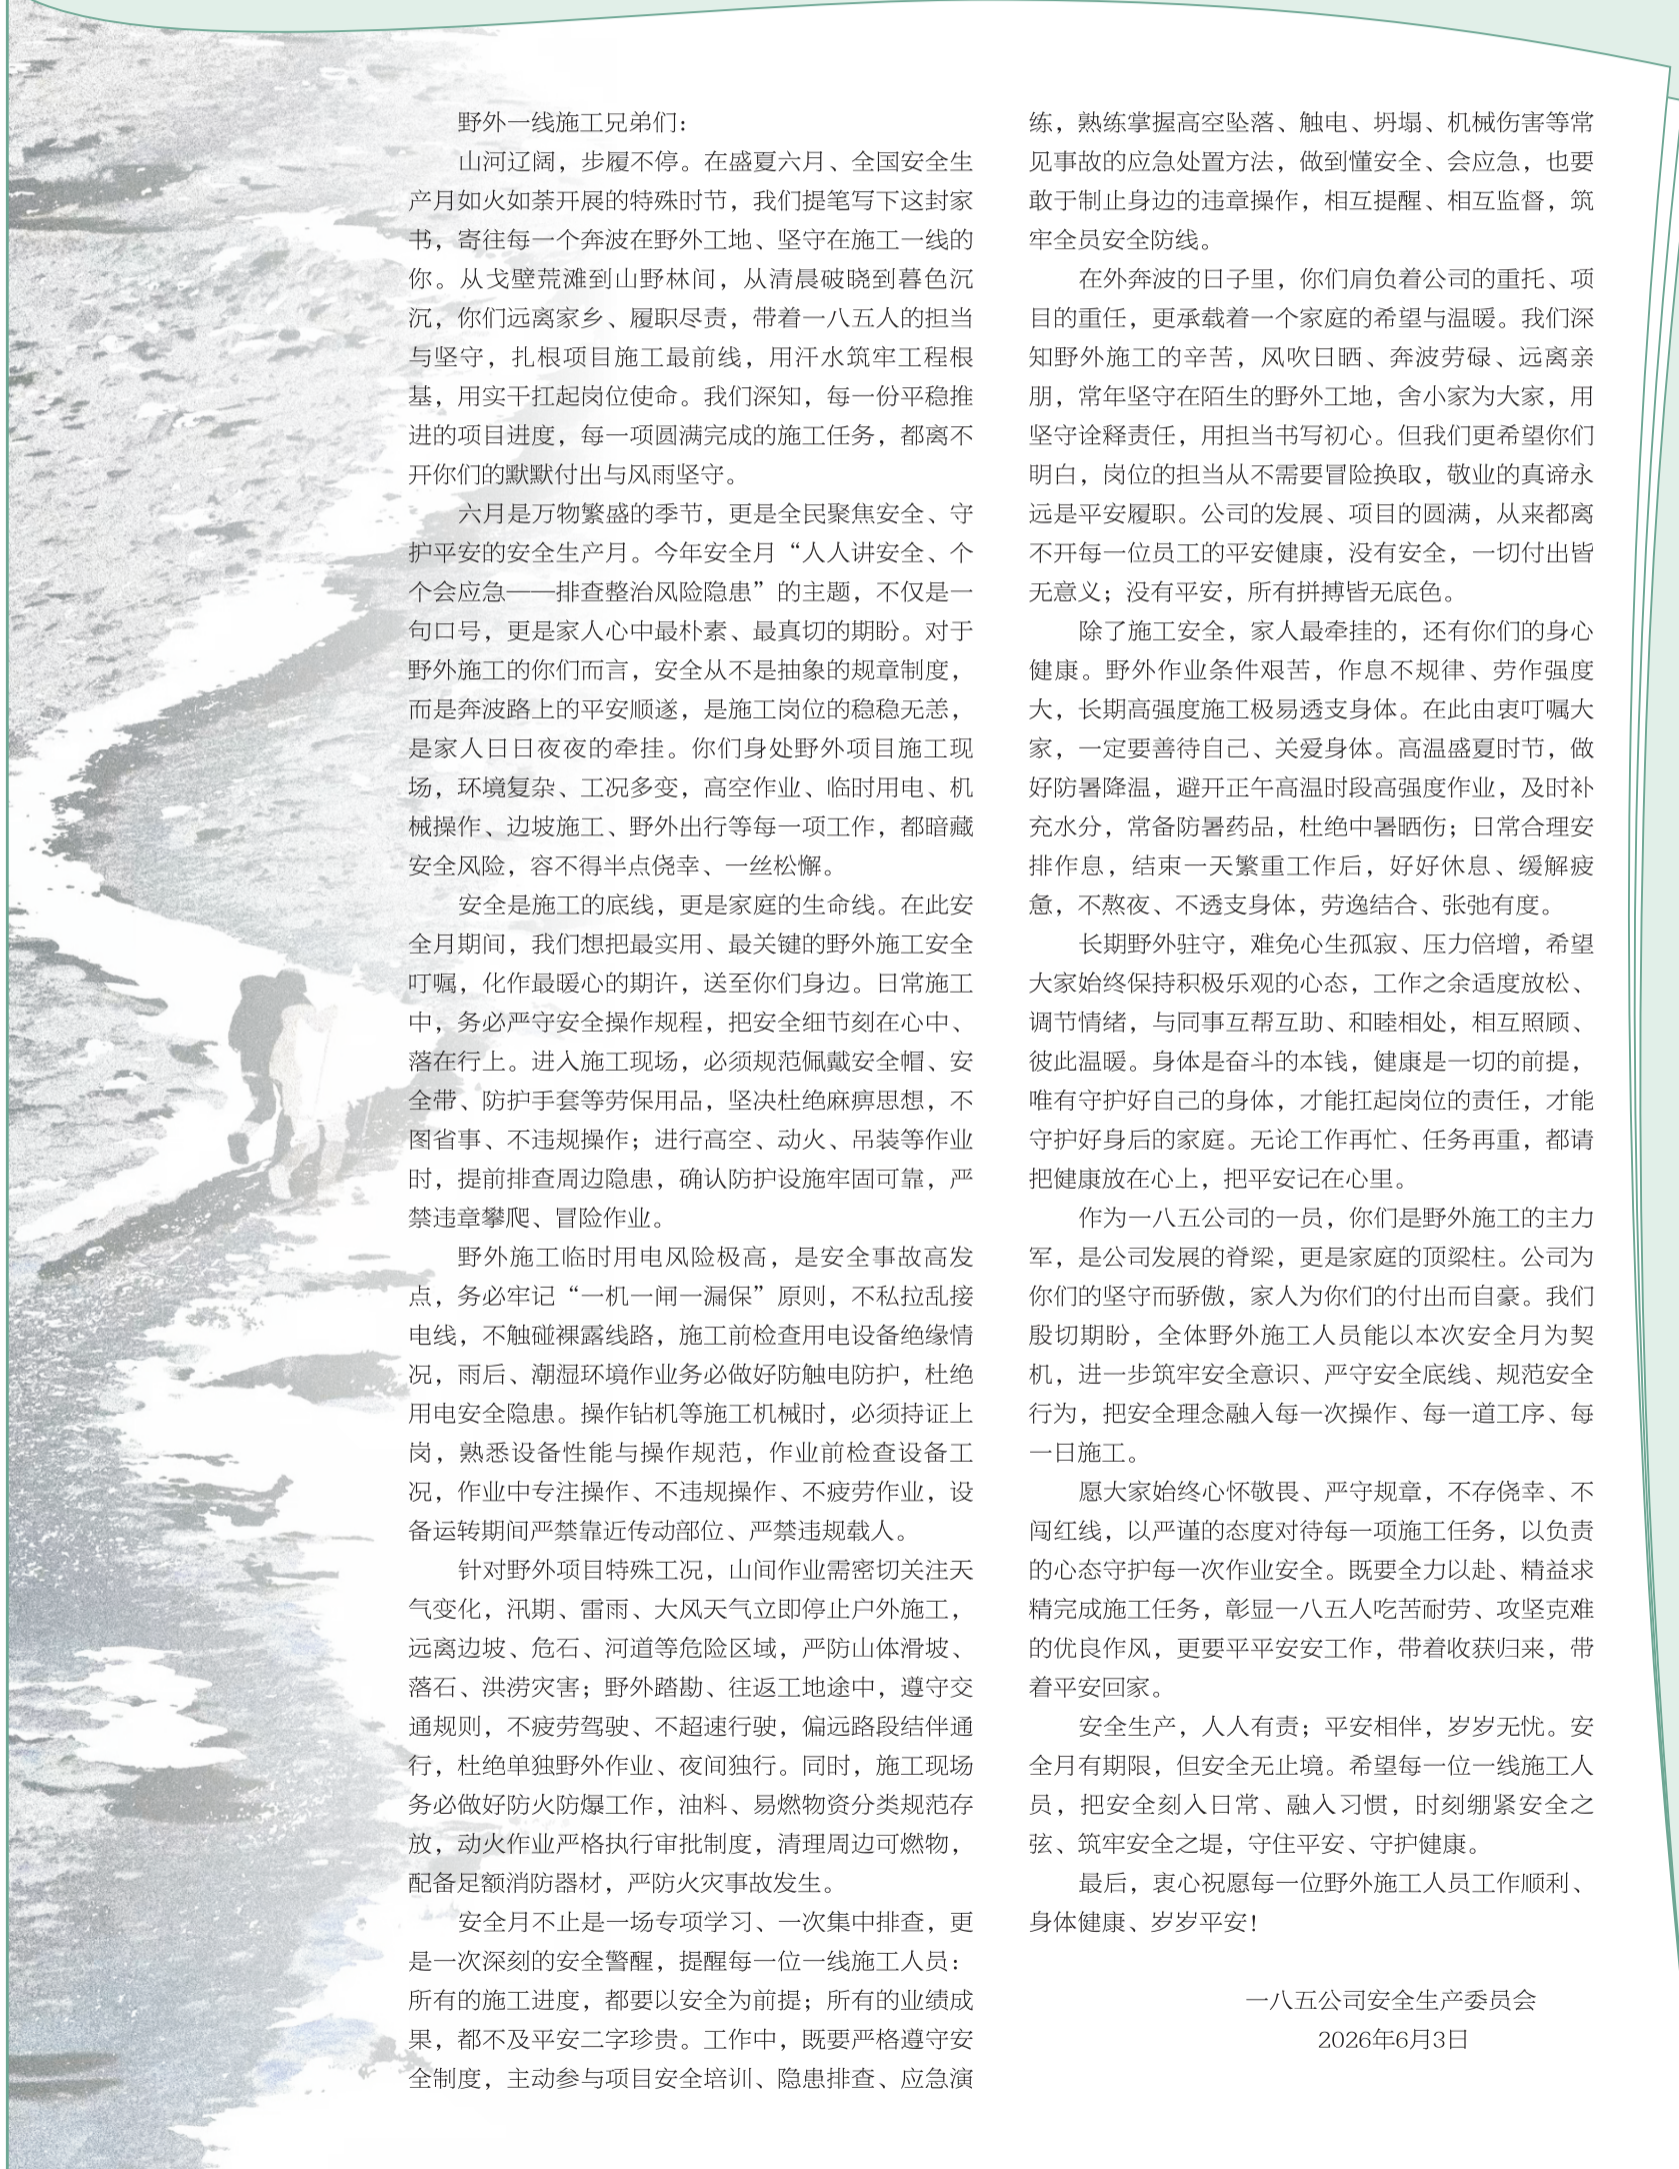 野外一线施工兄弟们：
山河辽阔，步履不停。在盛夏六月、全国安全生
产月如火如荼开展的特殊时节，我们提笔写下这封家
书，寄往每一个奔波在野外工地、坚守在施工一线的
你。从戈壁荒滩到山野林间，从清晨破晓到暮色沉
沉，你们远离家乡、履职尽责，带着一八五人的担当
与坚守，扎根项目施工最前线，用汗水筑牢工程根
基，用实干扛起岗位使命。我们深知，每一份平稳推
进的项目进度，每一项圆满完成的施工任务，都离不
开你们的默默付出与风雨坚守。
六月是万物繁盛的季节，更是全民聚焦安全、守
护平安的安全生产月。今年安全月“人人讲安全、个
个会应急——排查整治风险隐患”的主题，不仅是一
句口号，更是家人心中最朴素、最真切的期盼。对于
野外施工的你们而言，安全从不是抽象的规章制度，
而是奔波路上的平安顺遂，是施工岗位的稳稳无恙，
是家人日日夜夜的牵挂。你们身处野外项目施工现
场，环境复杂、工况多变，高空作业、临时用电、机
械操作、边坡施工、野外出行等每一项工作，都暗藏
安全风险，容不得半点侥幸、一丝松懈。
安全是施工的底线，更是家庭的生命线。在此安
全月期间，我们想把最实用、最关键的野外施工安全
叮嘱，化作最暖心的期许，送至你们身边。日常施工
中，务必严守安全操作规程，把安全细节刻在心中、
落在行上。进入施工现场，必须规范佩戴安全帽、安
全带、防护手套等劳保用品，坚决杜绝麻痹思想，不
图省事、不违规操作；进行高空、动火、吊装等作业
时，提前排查周边隐患，确认防护设施牢固可靠，严
禁违章攀爬、冒险作业。
野外施工临时用电风险极高，是安全事故高发
点，务必牢记“一机一闸一漏保”原则，不私拉乱接
电线，不触碰裸露线路，施工前检查用电设备绝缘情
况，雨后、潮湿环境作业务必做好防触电防护，杜绝
用电安全隐患。操作钻机等施工机械时，必须持证上
岗，熟悉设备性能与操作规范，作业前检查设备工
况，作业中专注操作、不违规操作、不疲劳作业，设
备运转期间严禁靠近传动部位、严禁违规载人。
针对野外项目特殊工况，山间作业需密切关注天
气变化，汛期、雷雨、大风天气立即停止户外施工，
远离边坡、危石、河道等危险区域，严防山体滑坡、
落石、洪涝灾害；野外踏勘、往返工地途中，遵守交
通规则，不疲劳驾驶、不超速行驶，偏远路段结伴通
行，杜绝单独野外作业、夜间独行。同时，施工现场
务必做好防火防爆工作，油料、易燃物资分类规范存
放，动火作业严格执行审批制度，清理周边可燃物，
配备足额消防器材，严防火灾事故发生。
安全月不止是一场专项学习、一次集中排查，更
是一次深刻的安全警醒，提醒每一位一线施工人员：
所有的施工进度，都要以安全为前提；所有的业绩成
果，都不及平安二字珍贵。工作中，既要严格遵守安
全制度，主动参与项目安全培训、隐患排查、应急演
练，熟练掌握高空坠落、触电、坍塌、机械伤害等常
见事故的应急处置方法，做到懂安全、会应急，也要
敢于制止身边的违章操作，相互提醒、相互监督，筑
牢全员安全防线。
在外奔波的日子里，你们肩负着公司的重托、项
目的重任，更承载着一个家庭的希望与温暖。我们深
知野外施工的辛苦，风吹日晒、奔波劳碌、远离亲
朋，常年坚守在陌生的野外工地，舍小家为大家，用
坚守诠释责任，用担当书写初心。但我们更希望你们
明白，岗位的担当从不需要冒险换取，敬业的真谛永
远是平安履职。公司的发展、项目的圆满，从来都离
不开每一位员工的平安健康，没有安全，一切付出皆
无意义；没有平安，所有拼搏皆无底色。
除了施工安全，家人最牵挂的，还有你们的身心
健康。野外作业条件艰苦，作息不规律、劳作强度
大，长期高强度施工极易透支身体。在此由衷叮嘱大
家，一定要善待自己、关爱身体。高温盛夏时节，做
好防暑降温，避开正午高温时段高强度作业，及时补
充水分，常备防暑药品，杜绝中暑晒伤；日常合理安
排作息，结束一天繁重工作后，好好休息、缓解疲
惫，不熬夜、不透支身体，劳逸结合、张弛有度。
长期野外驻守，难免心生孤寂、压力倍增，希望
大家始终保持积极乐观的心态，工作之余适度放松、
调节情绪，与同事互帮互助、和睦相处，相互照顾、
彼此温暖。身体是奋斗的本钱，健康是一切的前提，
唯有守护好自己的身体，才能扛起岗位的责任，才能
守护好身后的家庭。无论工作再忙、任务再重，都请
把健康放在心上，把平安记在心里。
作为一八五公司的一员，你们是野外施工的主力
军，是公司发展的脊梁，更是家庭的顶梁柱。公司为
你们的坚守而骄傲，家人为你们的付出而自豪。我们
殷切期盼，全体野外施工人员能以本次安全月为契
机，进一步筑牢安全意识、严守安全底线、规范安全
行为，把安全理念融入每一次操作、每一道工序、每
一日施工。
愿大家始终心怀敬畏、严守规章，不存侥幸、不
闯红线，以严谨的态度对待每一项施工任务，以负责
的心态守护每一次作业安全。既要全力以赴、精益求
精完成施工任务，彰显一八五人吃苦耐劳、攻坚克难
的优良作风，更要平平安安工作，带着收获归来，带
着平安回家。
安全生产，人人有责；平安相伴，岁岁无忧。安
全月有期限，但安全无止境。希望每一位一线施工人
员，把安全刻入日常、融入习惯，时刻绷紧安全之
弦、筑牢安全之堤，守住平安、守护健康。
最后，衷心祝愿每一位野外施工人员工作顺利、
身体健康、岁岁平安！
一八五公司安全生产委员会
2026年6月3日